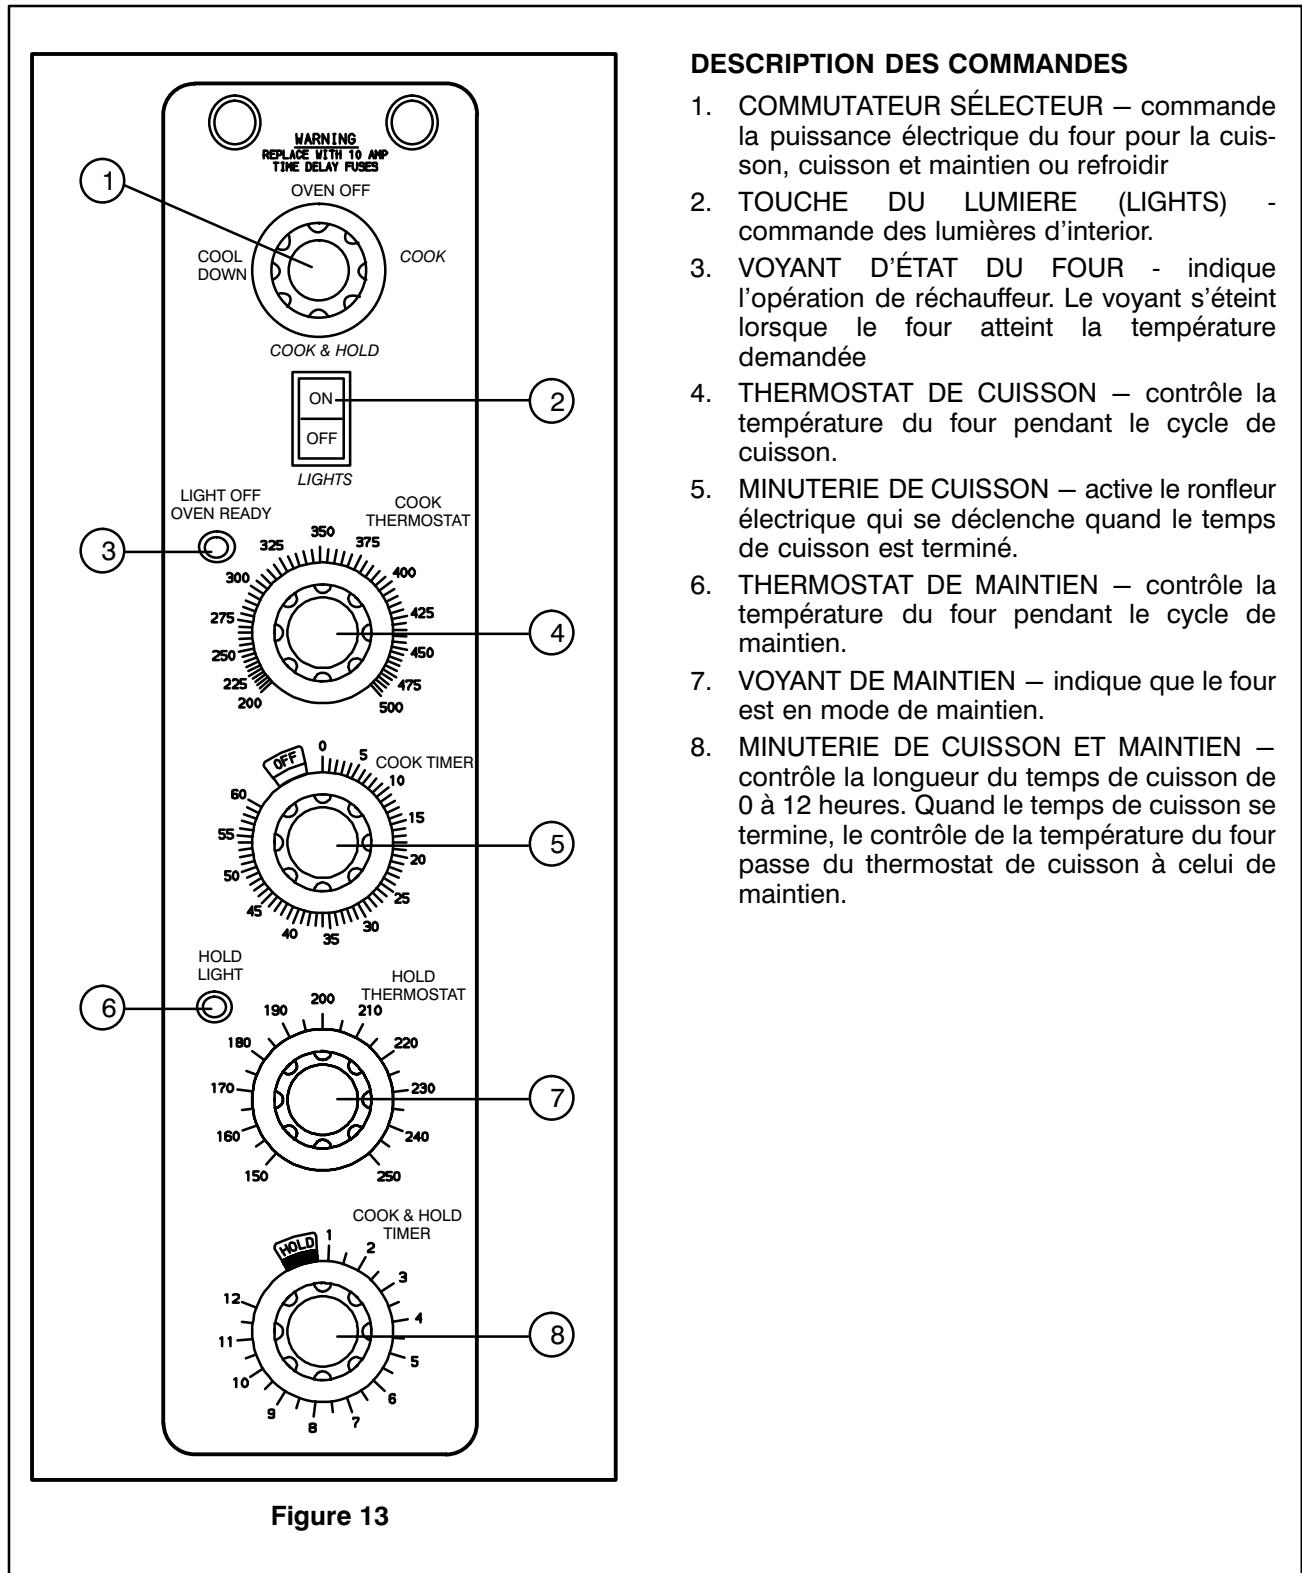 WARNING
REPLACE WITH 10 AMP
TIME DELAY FUSES
OVEN OFF
COOL
DOWN
COOK
COOK & HOLD
1
ON
OFF
LIGHTS
2
LIGHT OFF
OVEN READY
3
COOK
THERMOSTAT
200
225
250
275
300
325
350
375
400
425
450
475
500
4
OFF
COOK TIMER
0
5
10
15
20
25
30
35
40
45
50
55
60
5
HOLD
LIGHT
6
HOLD
THERMOSTAT
150
160
170
180
190
200
210
220
230
240
250
7
COOK & HOLD
TIMER
HOLD
1
2
3
4
5
6
7
8
9
10
11
12
8
Figure 13
DESCRIPTION DES COMMANDES
1. COMMUTATEUR SÉLECTEUR – commande
la puissance électrique du four pour la cuis-
son, cuisson et maintien ou refroidir
2. TOUCHE DU LUMIERE (LIGHTS) -
commande des lumières d'interior.
3. VOYANT D'ÉTAT DU FOUR - indique
l'opération de réchauffeur. Le voyant s'éteint
lorsque le four atteint la température
demandée
4. THERMOSTAT DE CUISSON – contrôle la
température du four pendant le cycle de
cuisson.
5. MINUTERIE DE CUISSON – active le ronfleur
électrique qui se déclenche quand le temps
de cuisson est terminé.
6. THERMOSTAT DE MAINTIEN – contrôle la
température du four pendant le cycle de
maintien.
7. VOYANT DE MAINTIEN – indique que le four
est en mode de maintien.
8. MINUTERIE DE CUISSON ET MAINTIEN –
contrôle la longueur du temps de cuisson de
0 à 12 heures. Quand le temps de cuisson se
termine, le contrôle de la température du four
passe du thermostat de cuisson à celui de
maintien.